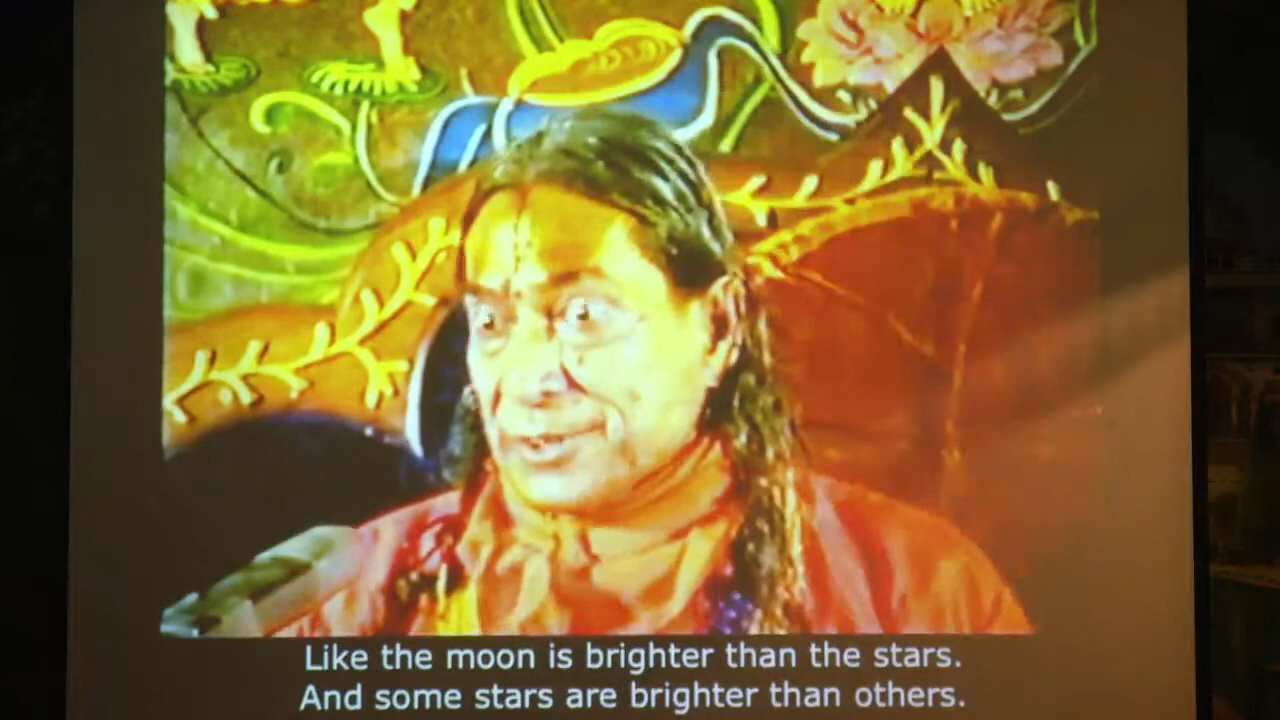 Like the moon is brighter than the stars.
And some stars are brighter than others.